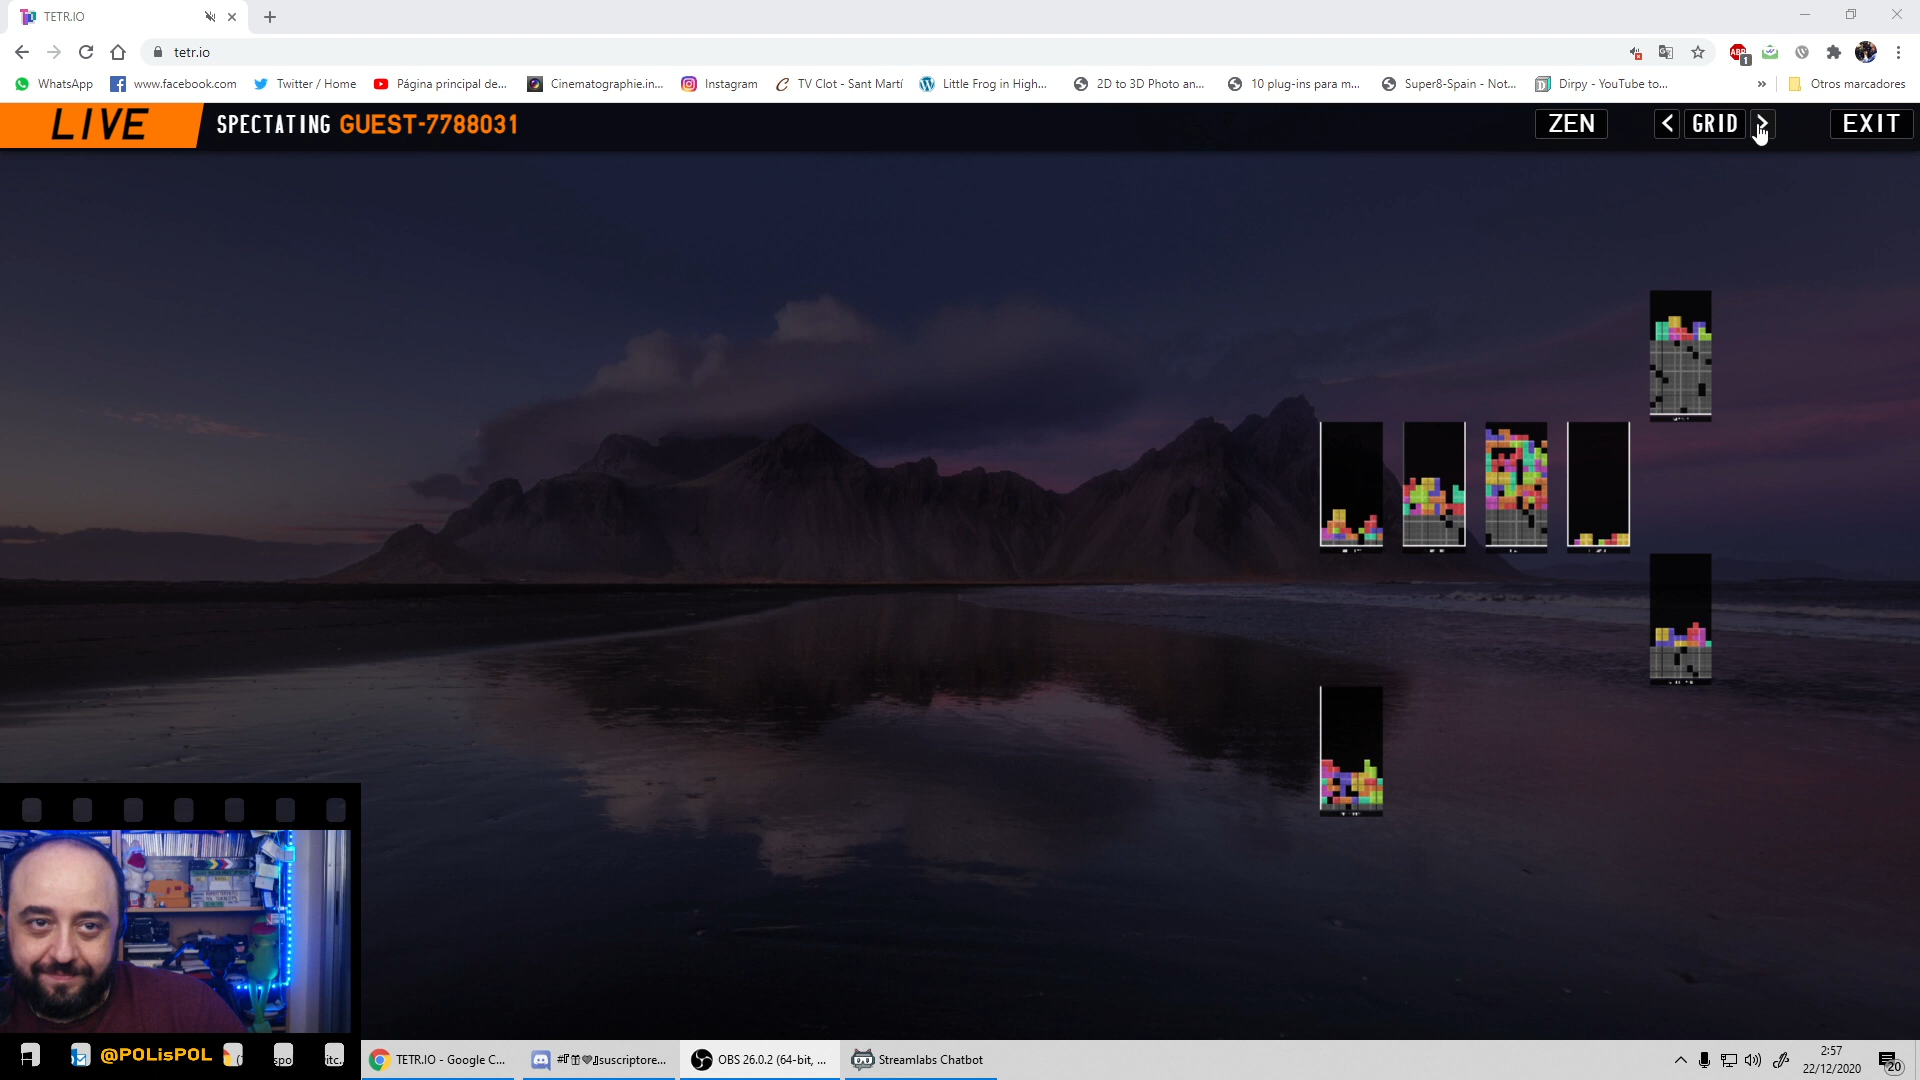 TETR.IO
tetr.io
ABP
1
WhatsApp
www.facebook.com
Twitter / Home
Página principal de...
Cinematographie.in...
Instagram
TV Clot - Sant Martí
Little Frog in High...
2D to 3D Photo an...
10 plug-ins para m...
Super8-Spain - Not...
Dirpy - YouTube to...
»
Otros marcadores
LIVE
SPECTATING GUEST-7788031
ZEN
< GRID >
EXIT
@POLisPOL
TETR.IO - Google C...
OBS 26.0.2 (64-bit, ...
Streamlabs Chatbot
2:57
22/12/2020
20